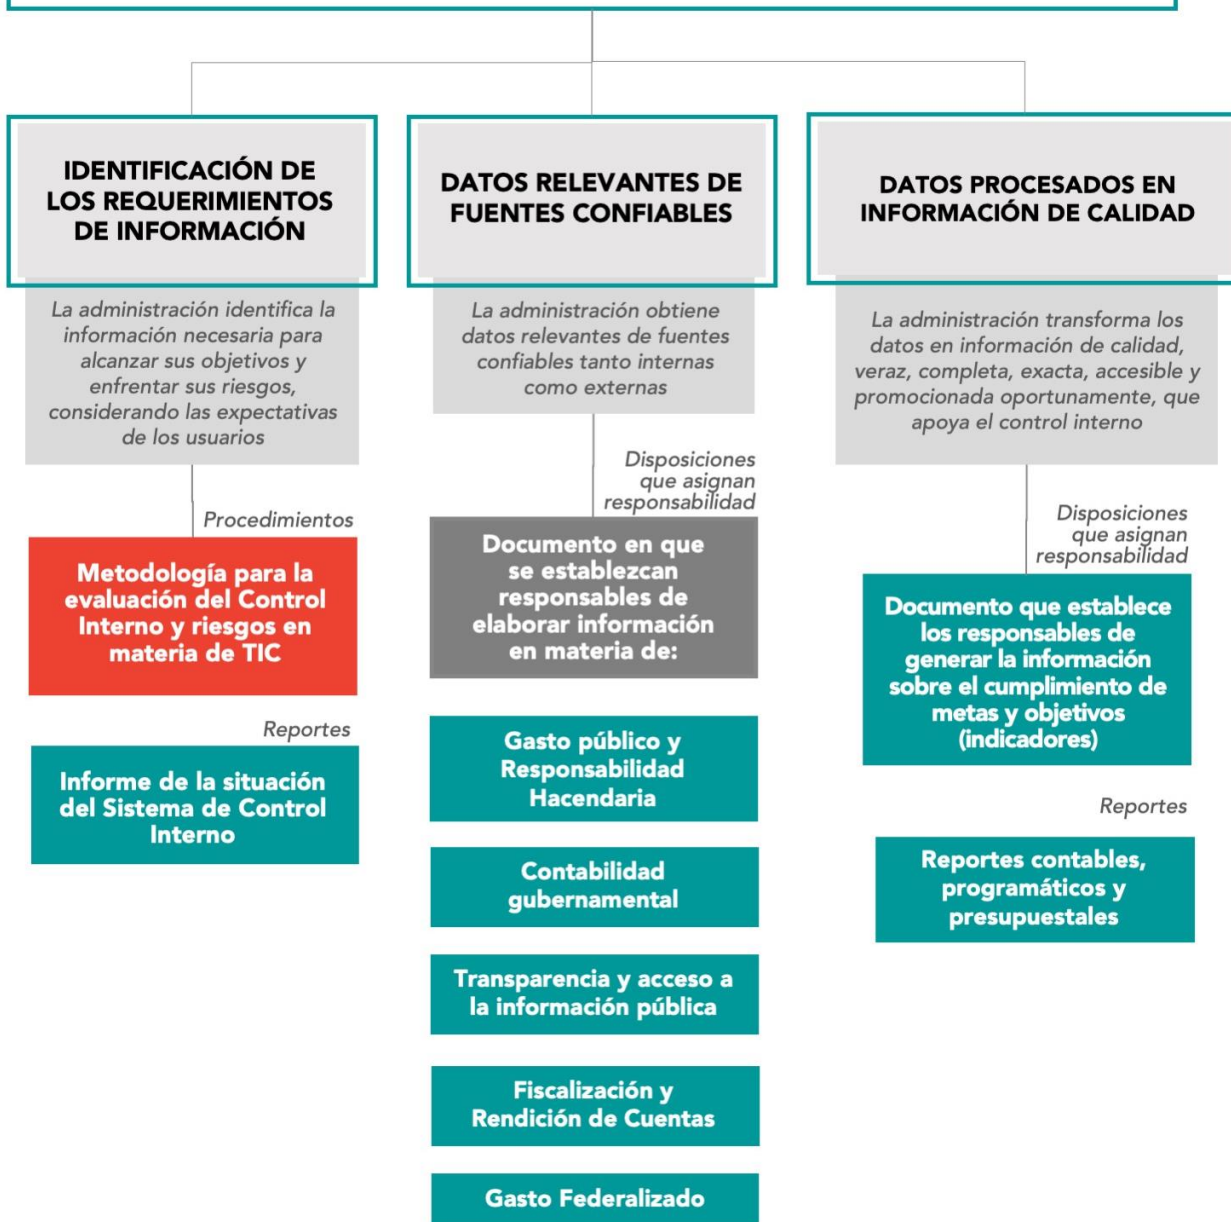 IDENTIFICACIÓN DE
LOS REQUERIMIENTOS
DE INFORMACIÓN
La administración identifica la
información necesaria para
alcanzar sus objetivos y
enfrentar sus riesgos,
considerando las expectativas
de los usuarios
Procedimientos
Metodología para la
evaluación del Control
Interno y riesgos en
materia de TIC
Reportes
Informe de la situación
del Sistema de Control
Interno
DATOS RELEVANTES DE
FUENTES CONFIABLES
La administración obtiene
datos relevantes de fuentes
confiables tanto internas
como externas
Disposiciones
que asignan
responsabilidad
Documento en que
se establezcan
responsables de
elaborar información
en materia de:
Gasto público y
Responsabilidad
Hacendaria
Contabilidad
gubernamental
Transparencia y acceso a
la información pública
Fiscalización y
Rendición de Cuentas
Gasto Federalizado
DATOS PROCESADOS EN
INFORMACIÓN DE CALIDAD
La administración transforma los
datos en información de calidad,
veraz, completa, exacta, accesible y
promocionada oportunamente, que
apoya el control interno
Disposiciones
que asignan
responsabilidad
Documento que establece
los responsables de
generar la información
sobre el cumplimiento de
metas y objetivos
(indicadores)
Reportes
Reportes contables,
programáticos y
presupuestales